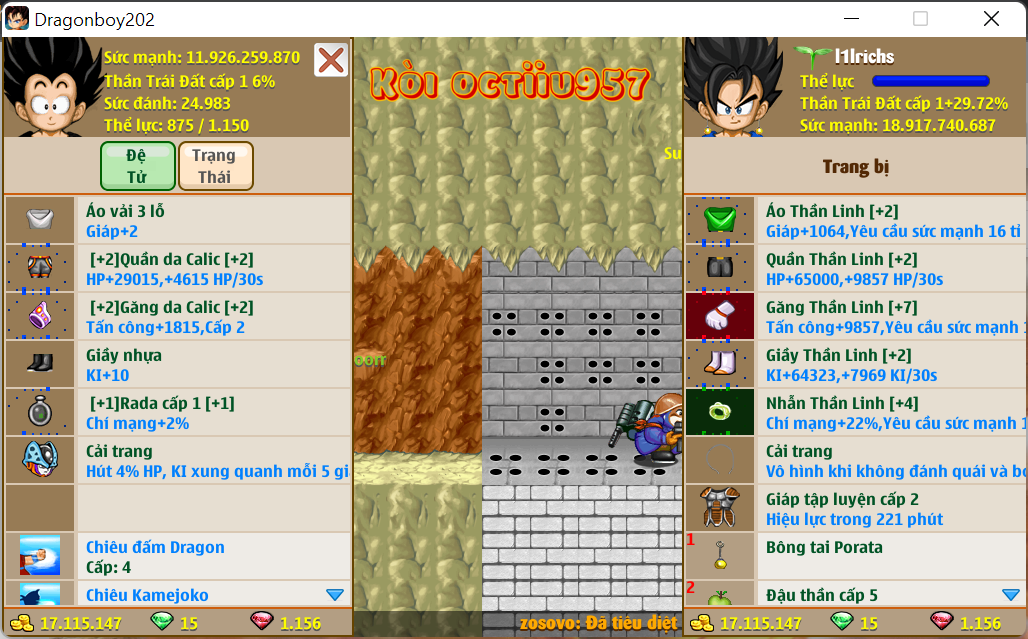 Dragonboy202
Sức mạnh: 11.926.259.870
Thần Trái Đất cấp 1 6%
Sức đánh: 24.983
Thể lực: 875 / 1.150
Đệ
Tử
Trạng
Thái
Áo vải 3 lỗ
Giáp+2
[+2]Quần da Calic [+2]
HP+29015,+4615 HP/30s
[+2]Găng da Calic [+2]
Tấn công+1815,Cấp 2
Giầy nhựa
KI+10
[+1]Rada cấp 1 [+1]
Chí mạng+2%
Cải trang
Hút 4% HP, KI xung quanh mỗi 5 gi
Chiêu đấm Dragon
Cấp: 4
Chiêu Kamejoko
17.115.147
15
1.156
Kòi octiiu957
Su
zosovo: Đã tiêu diệt
l1lrichs
Thể lực
Thần Trái Đất cấp 1+29.72%
Sức mạnh: 18.917.740.687
Trang bị
Áo Thần Linh [+2]
Giáp+1064,Yêu cầu sức mạnh 16 tỉ
Quần Thần Linh [+2]
HP+65000,+9857 HP/30s
Găng Thần Linh [+7]
Tấn công+9857,Yêu cầu sức mạnh 1
Giầy Thần Linh [+2]
KI+64323,+7969 KI/30s
Nhẫn Thần Linh [+4]
Chí mạng+22%,Yêu cầu sức mạnh 1
Cải trang
Vô hình khi không đánh quái và bo
Giáp tập luyện cấp 2
Hiệu lực trong 221 phút
1
Bông tai Porata
2
Đậu thần cấp 5
17.115.147
15
1.156